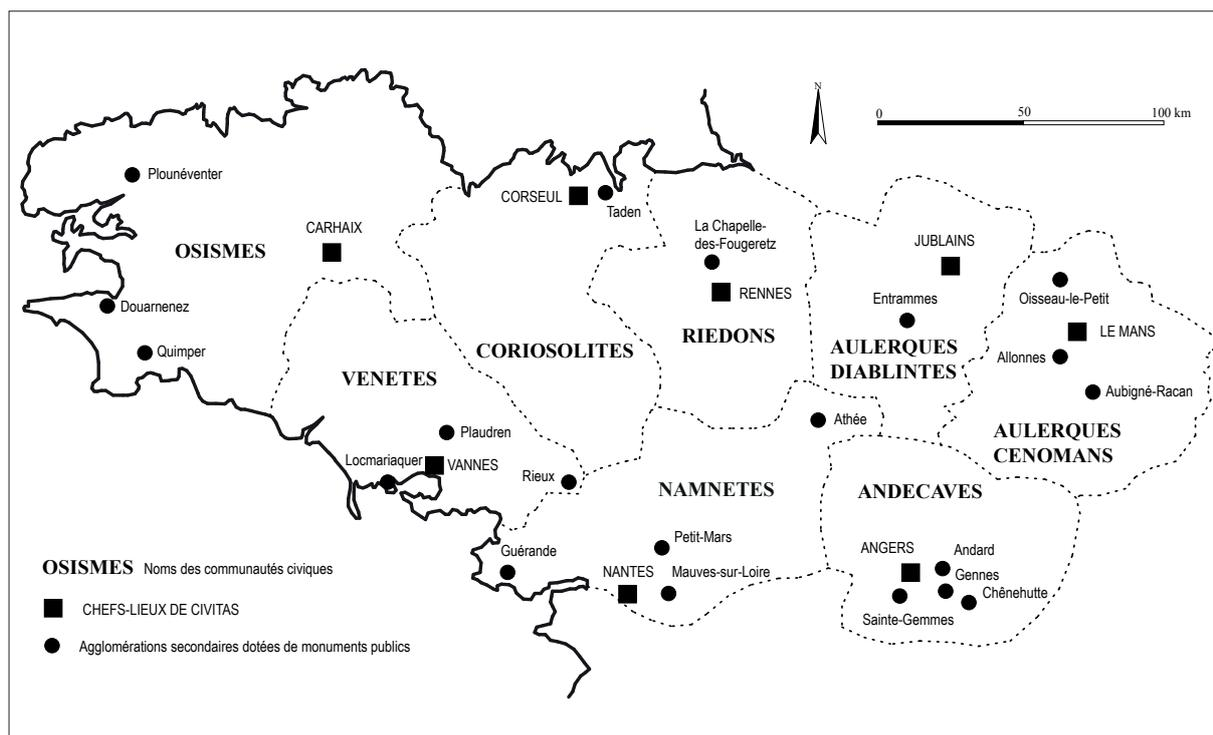 N
0 50 100 km
Plounéventer
CORSEUL
Taden
CARHAIX
La Chapelle-
des-Fougeretz
JUBLAINS
OSISMES
Oisseau-le-Petit
RENNES
Entrammes
Douarnenez
LE MANS
RIEDONS
Quimper
CORIOSOLITES
AULERQUES
DIABLINTES
Allonnes
VENETES
Aubigné-Racan
Athée
Plaudren
AULERQUES
CENOMANS
Locmariaquer
VANNES
Rieux
NAMNETES
ANDECAVES
Petit-Mars
Guérande
ANGERS
Andard
NANTES
Mauves-sur-Loire
Gennes
Chênehutte
Sainte-Gemmes
OSISMES Noms des communautés civiques
CHEFS-LIEUX DE CIVITAS
Agglomérations secondaires dotées de monuments publics